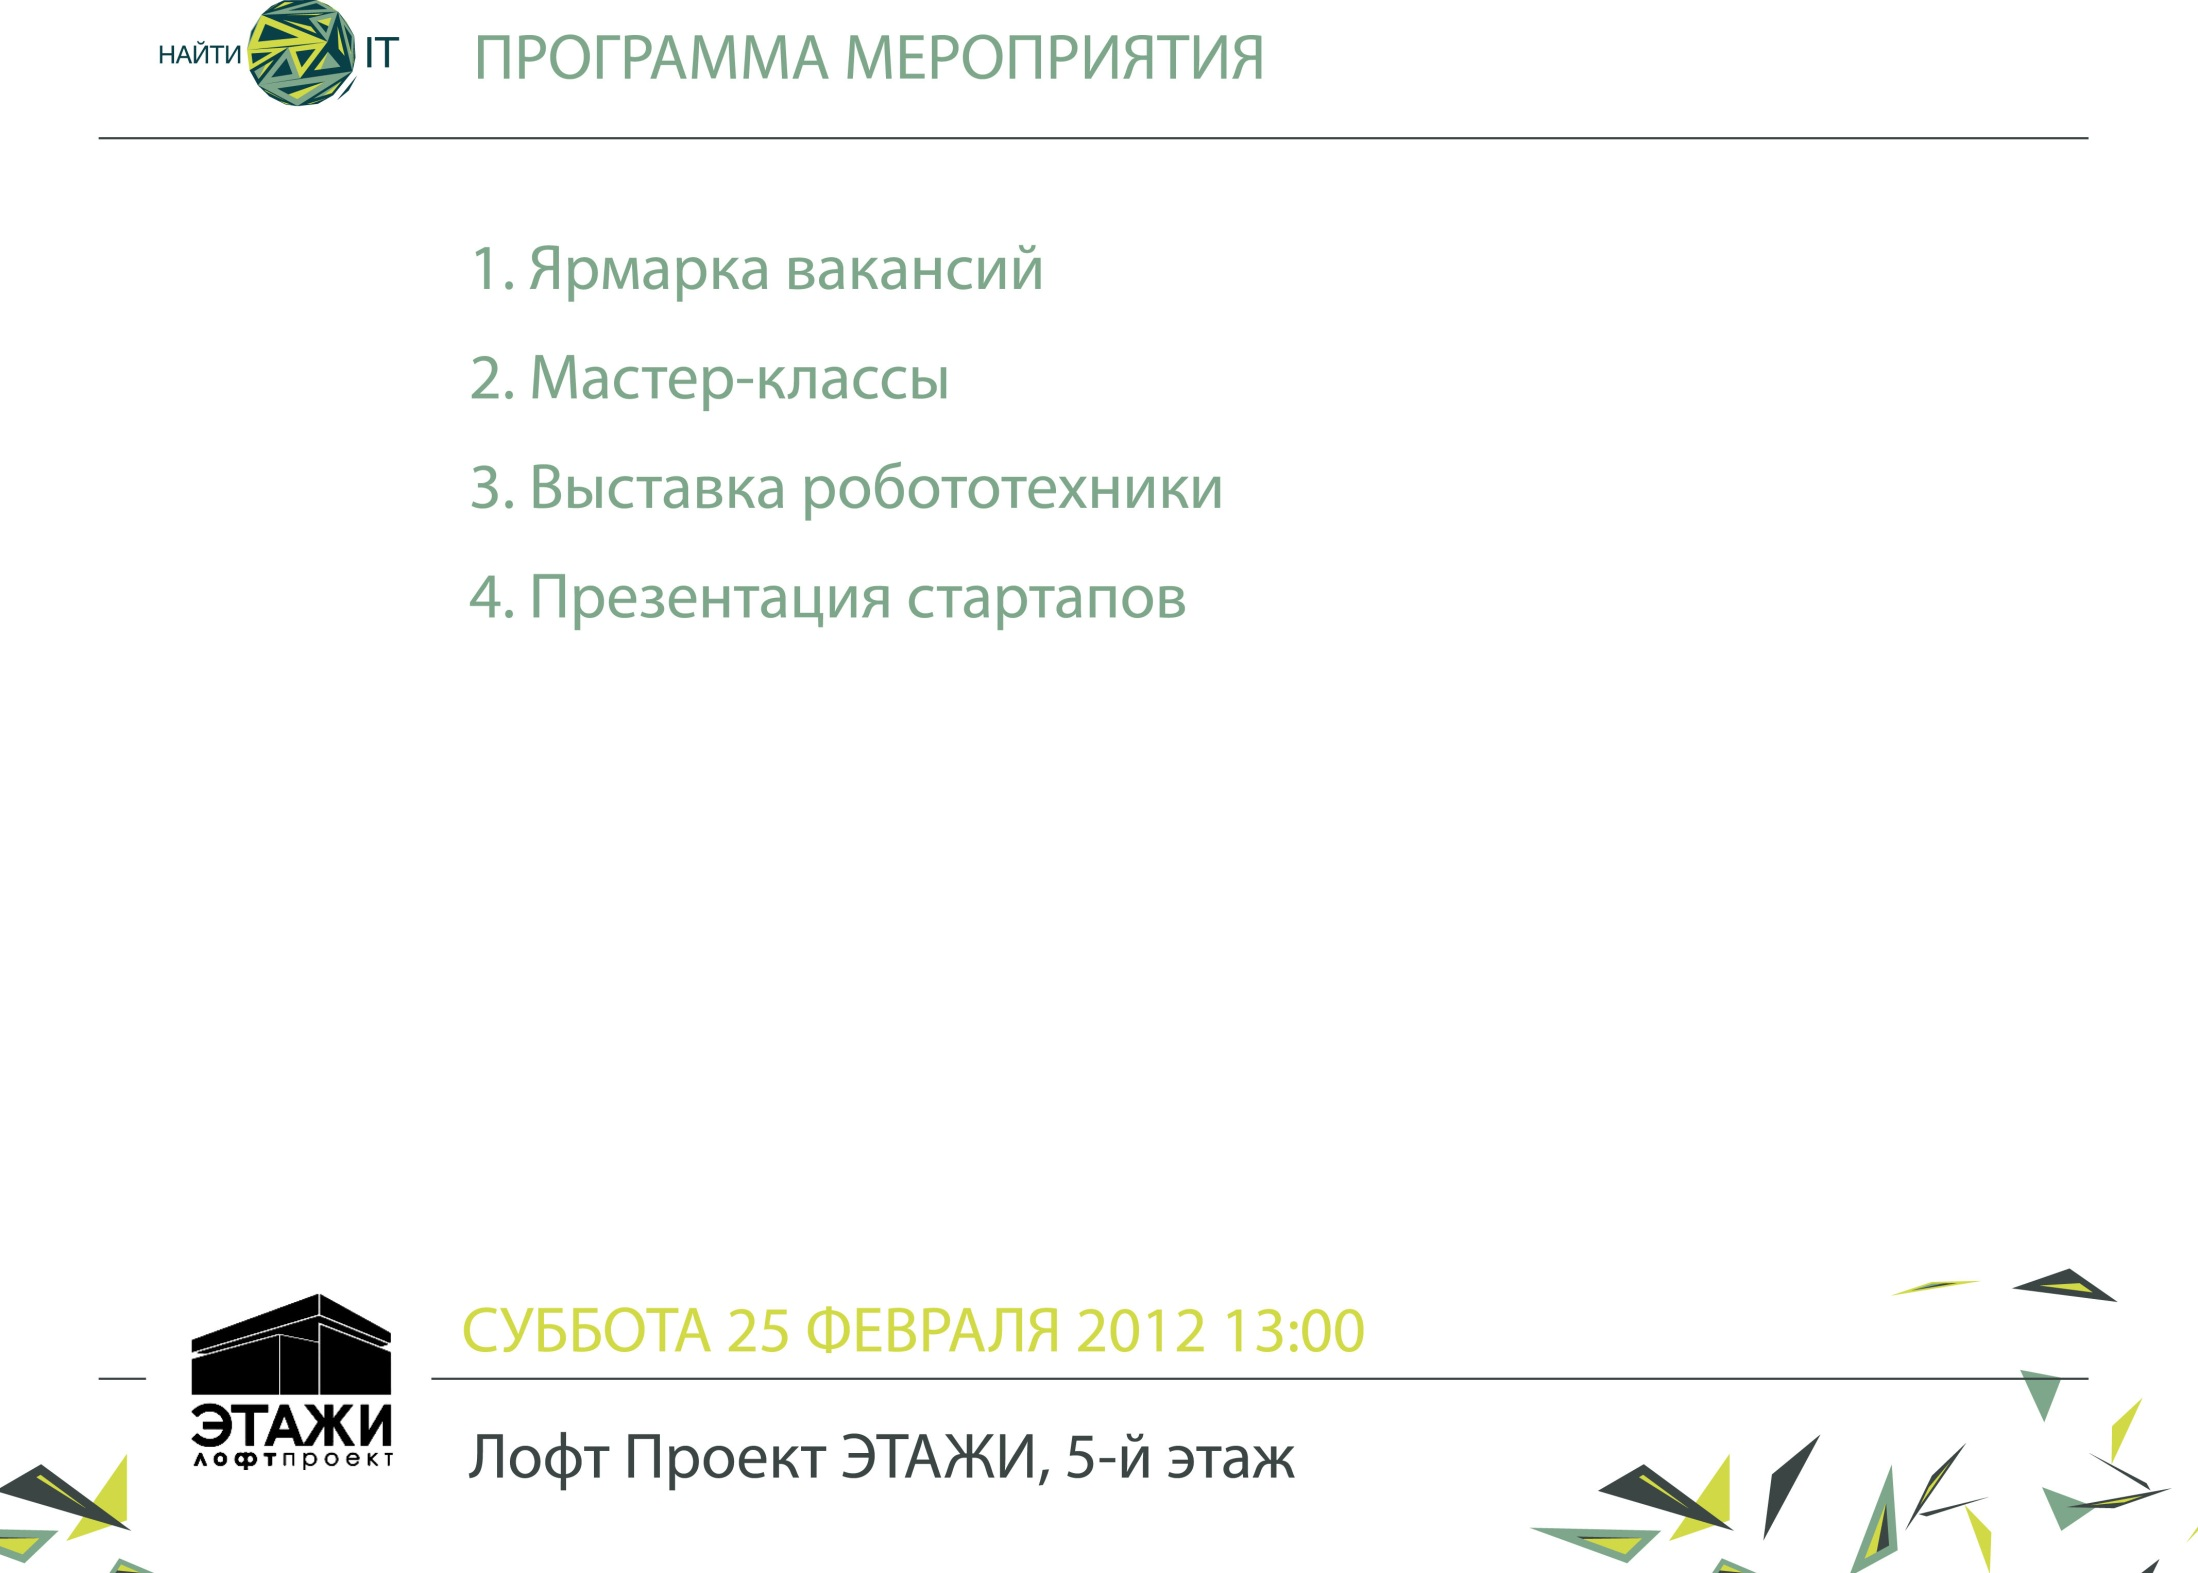 НАЙТИ IT
ПРОГРАММА МЕРОПРИЯТИЯ
1. Ярмарка вакансий
2. Мастер-классы
3. Выставка робототехники
4. Презентация стартапов
СУББОТА 25 ФЕВРАЛЯ 2012 13:00
ЭТАЖИ
лофтпроект
Лофт Проект ЭТАЖИ, 5-й этаж